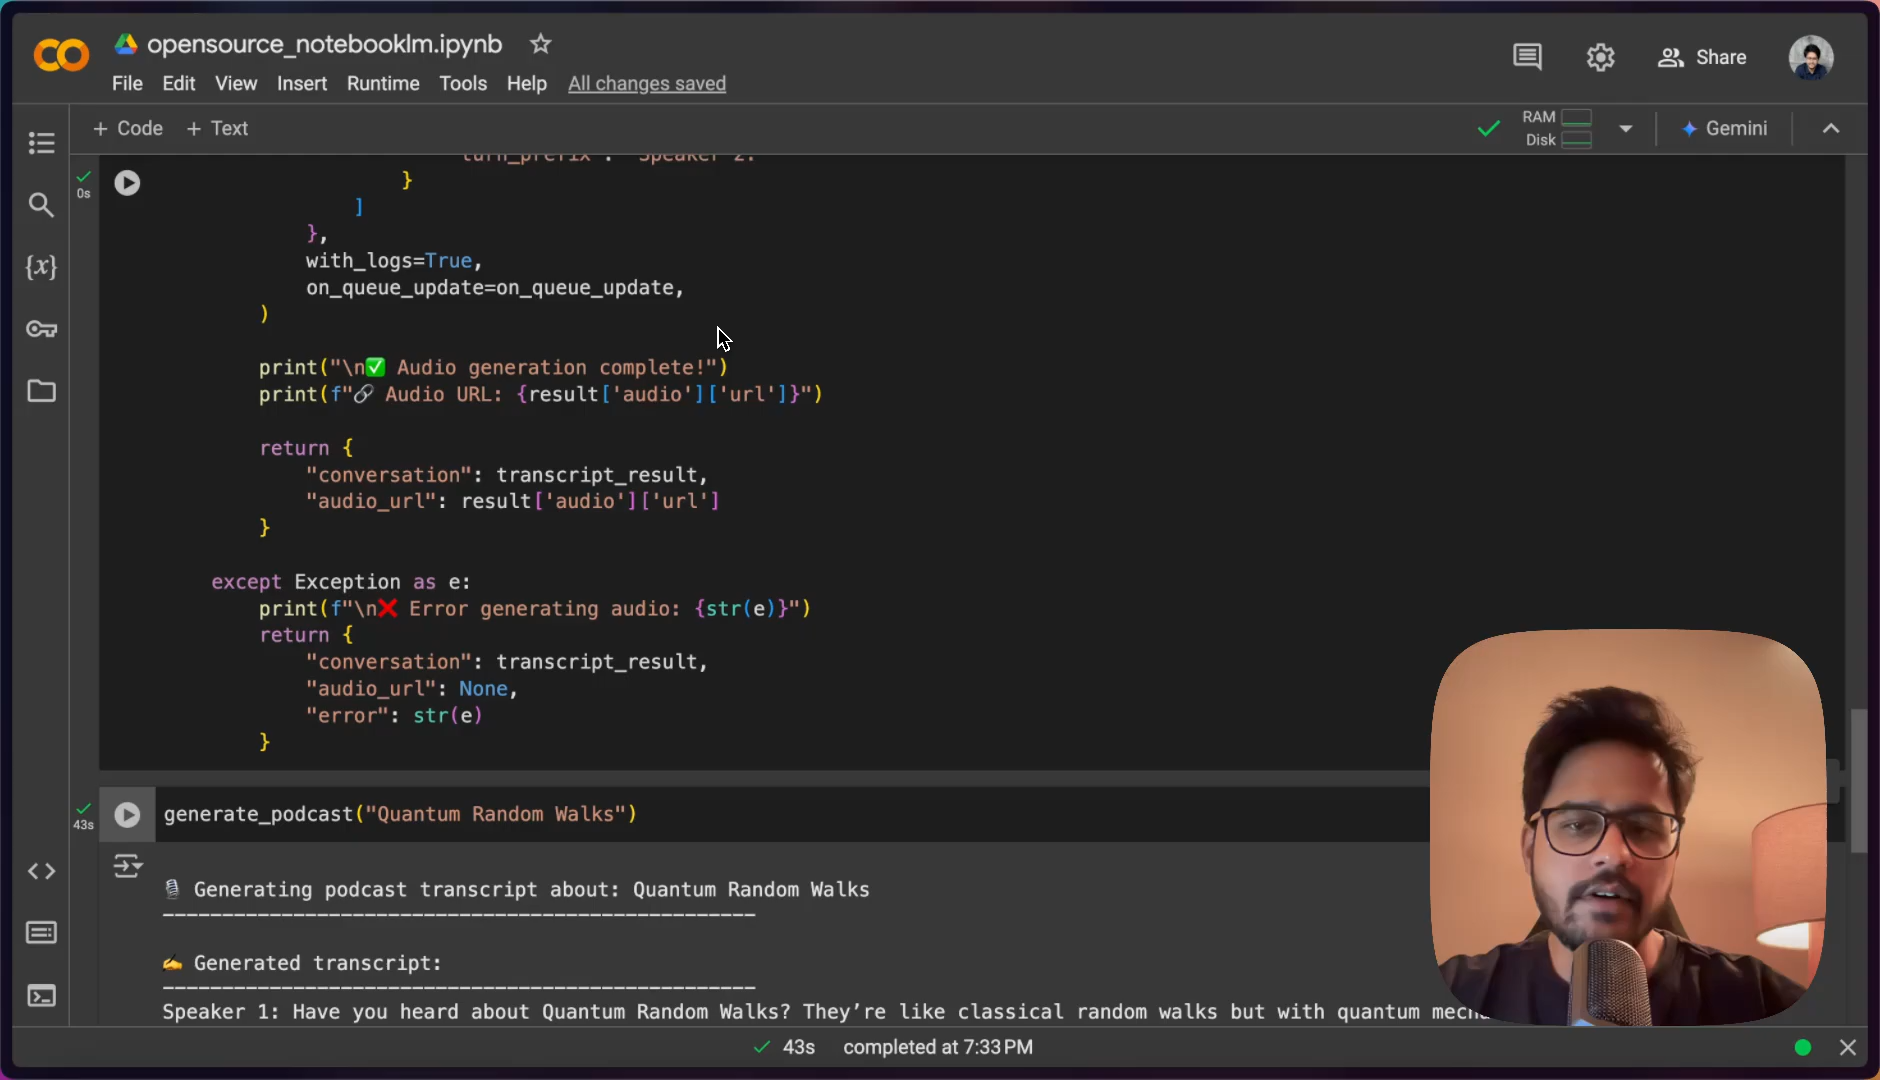 opensource_notebooklm.ipynb
Share
File Edit View Insert Runtime Tools Help All changes saved
+ Code + Text
RAM
Disk
Gemini
turn_prefix": "Speaker 2:
0s
}
]
},
with_logs=True,
on_queue_update=on_queue_update,
)
print("\n✅ Audio generation complete!")
print(f"🔗 Audio URL: {result['audio']['url']}")
return {
"conversation": transcript_result,
"audio_url": result['audio']['url']
}
except Exception as e:
print(f"\n❌ Error generating audio: {str(e)}")
return {
"conversation": transcript_result,
"audio_url": None,
"error": str(e)
}
43s
generate_podcast("Quantum Random Walks")
🎙️ Generating podcast transcript about: Quantum Random Walks
--------------------------------------------------
✍️ Generated transcript:
--------------------------------------------------
Speaker 1: Have you heard about Quantum Random Walks? They're like classical random walks but with quantum
43s completed at 7:33 PM